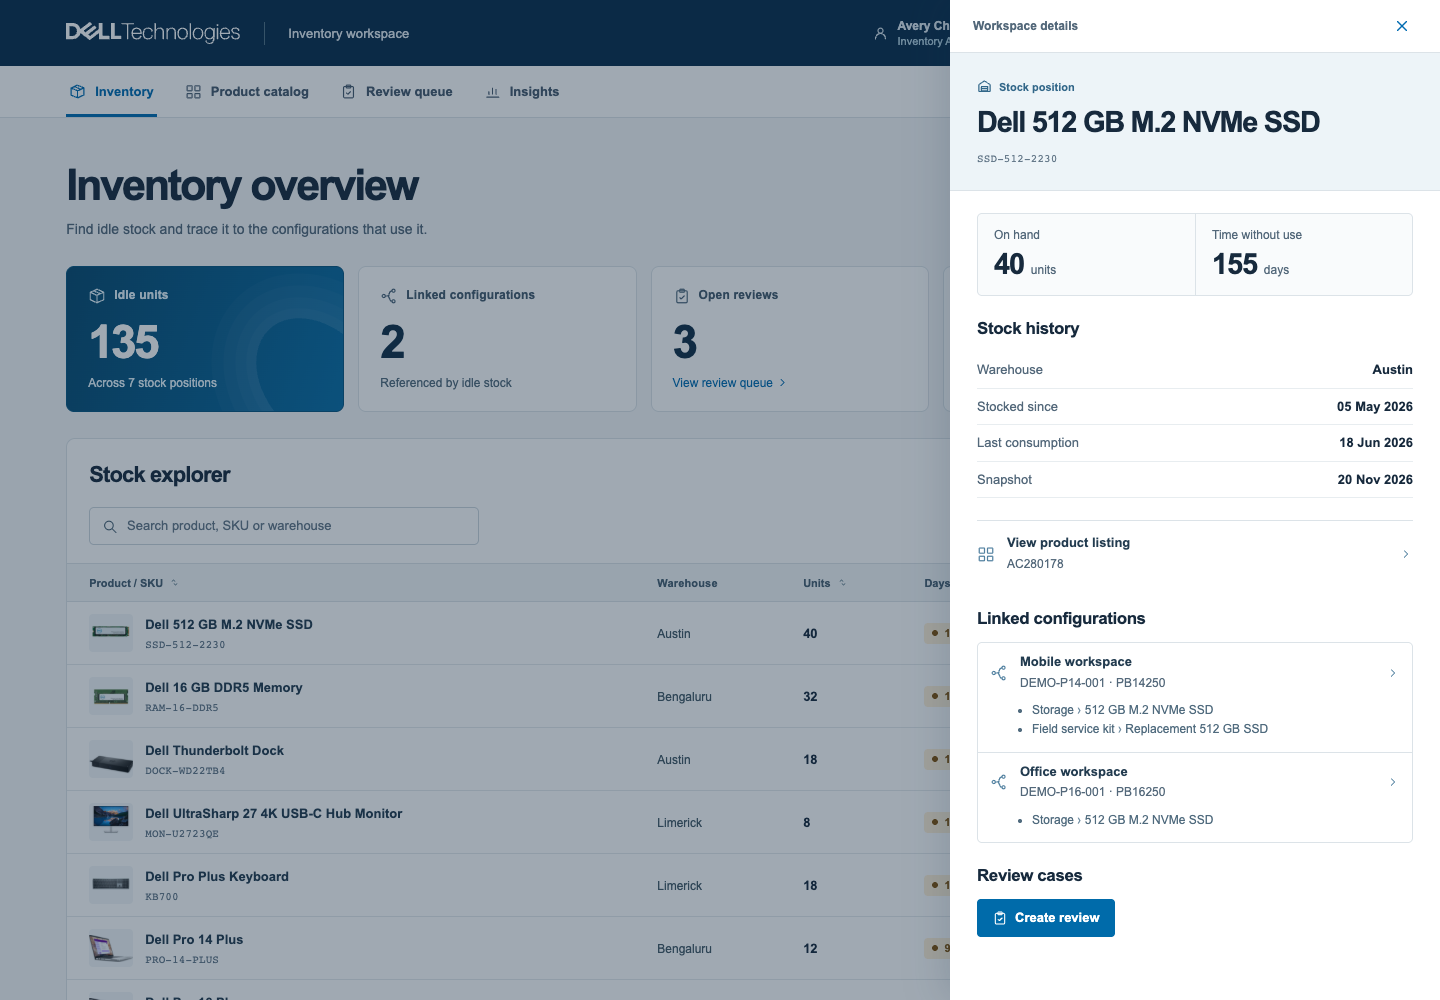 DELLTechnologies
Inventory workspace
Avery Ch
Inventory A
Inventory
Product catalog
Review queue
Insights
Inventory overview
Find idle stock and trace it to the configurations that use it.
Idle units
135
Across 7 stock positions
Linked configurations
2
Referenced by idle stock
Open reviews
3
View review queue
Stock explorer
Search product, SKU or warehouse
Product / SKU Warehouse Units Days
Dell 512 GB M.2 NVMe SSD
SSD-512-2230
Austin
40
1
Dell 16 GB DDR5 Memory
RAM-16-DDR5
Bengaluru
32
1
Dell Thunderbolt Dock
DOCK-WD22TB4
Austin
18
1
Dell UltraSharp 27 4K USB-C Hub Monitor
MON-U2723QE
Limerick
8
1
Dell Pro Plus Keyboard
KB700
Limerick
18
1
Dell Pro 14 Plus
PRO-14-PLUS
Bengaluru
12
9
Workspace details
Stock position
Dell 512 GB M.2 NVMe SSD
SSD-512-2230
On hand
40 units
Time without use
155 days
Stock history
Warehouse Austin
Stocked since 05 May 2026
Last consumption 18 Jun 2026
Snapshot 20 Nov 2026
View product listing
AC280178
Linked configurations
Mobile workspace
DEMO-P14-001 · PB14250
• Storage › 512 GB M.2 NVMe SSD
• Field service kit › Replacement 512 GB SSD
Office workspace
DEMO-P16-001 · PB16250
• Storage › 512 GB M.2 NVMe SSD
Review cases
Create review